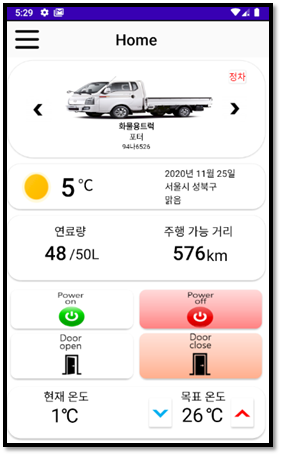 5:29
Home
정차
화물용트럭
포터
94나6526
5 ℃
2020년 11월 25일
서울시 성북구
맑음
연료량
주행 가능 거리
48 /50L
576km
Power on
Power off
Door open
Door close
현재 온도
목표 온도
1℃
26 ℃